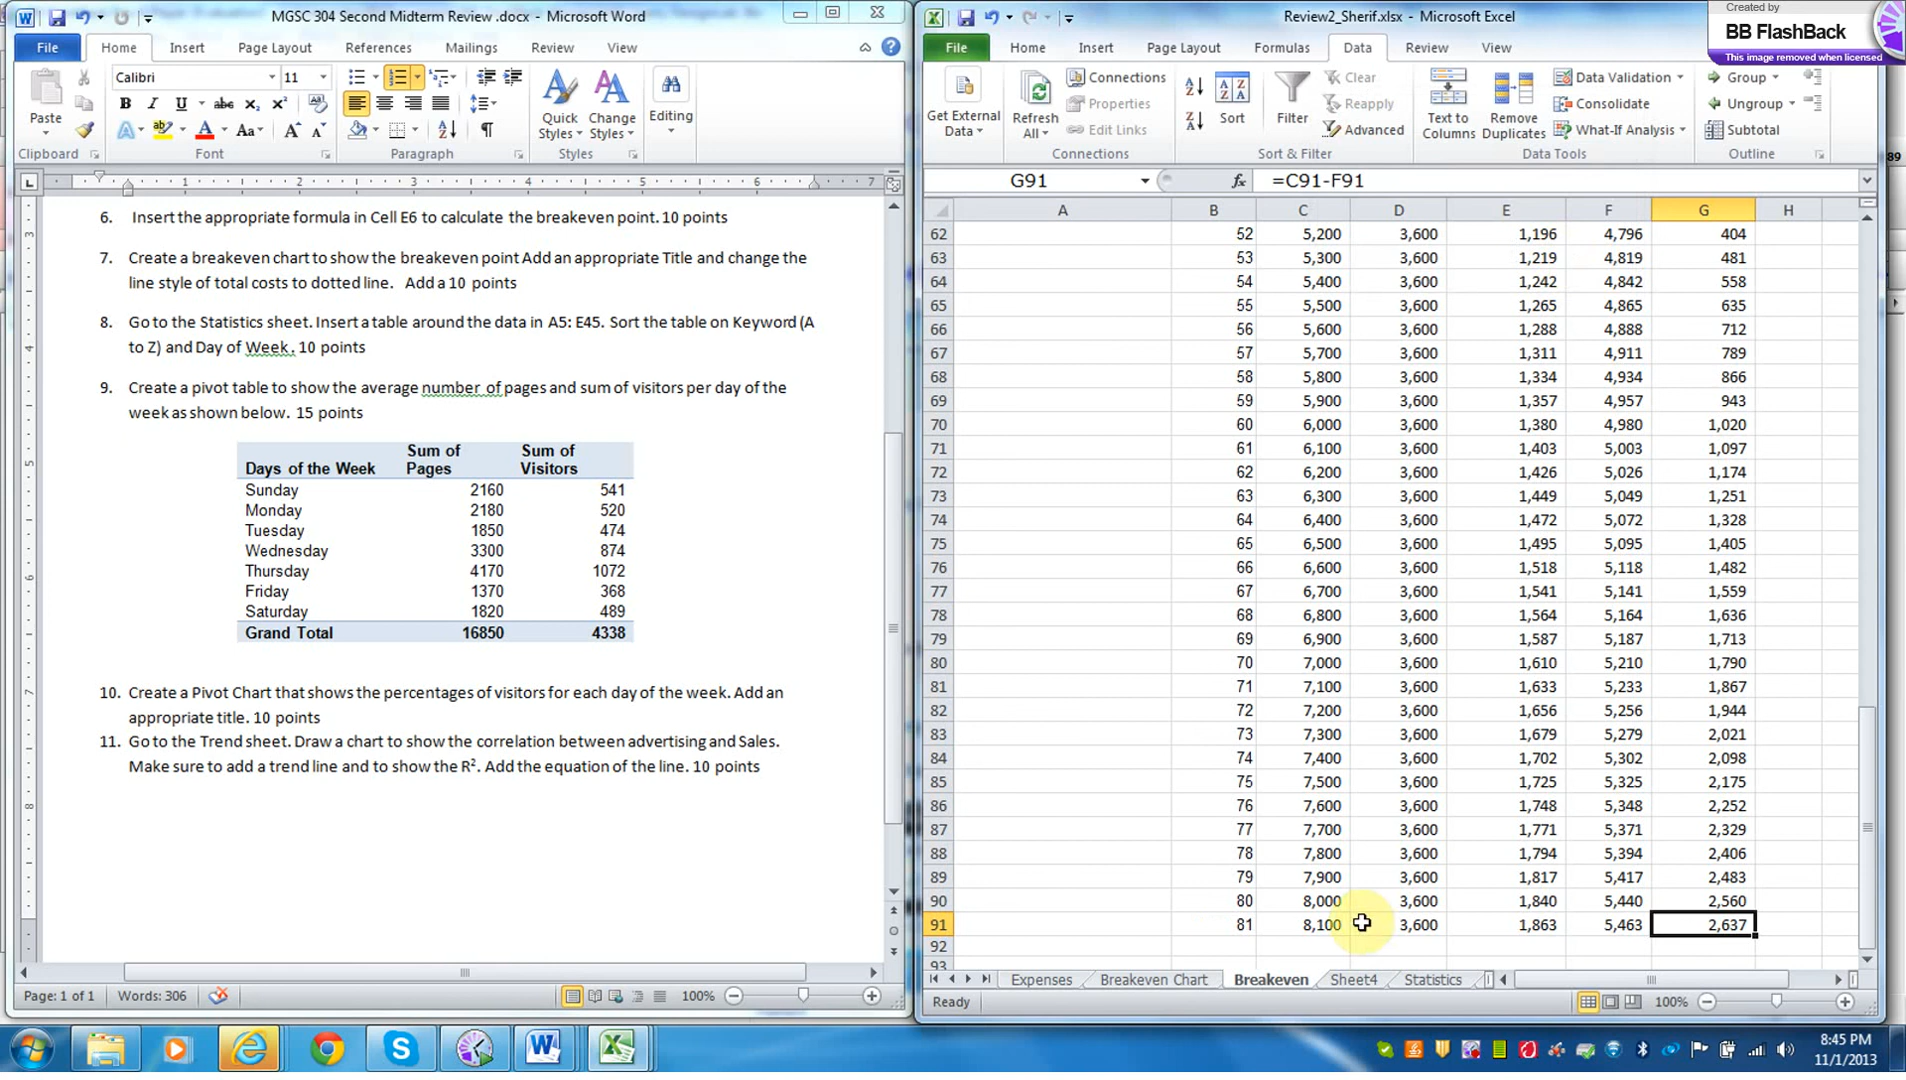 MGSC 304 Second Midterm Review .docx - Microsoft Word
File Home Insert Page Layout References Mailings Review View
Calibri 11
Paste
Quick Styles
Change Styles
Editing
Clipboard Font Paragraph Styles
1 2 3 4 5 6 7
6. Insert the appropriate formula in Cell E6 to calculate the breakeven point. 10 points
7. Create a breakeven chart to show the breakeven point Add an appropriate Title and change the
line style of total costs to dotted line. Add a 10 points
8. Go to the Statistics sheet. Insert a table around the data in A5: E45. Sort the table on Keyword (A
to Z) and Day of Week . 10 points
9. Create a pivot table to show the average number of pages and sum of visitors per day of the
week as shown below. 15 points
Days of the Week Sum of Pages Sum of Visitors
Sunday 2160 541
Monday 2180 520
Tuesday 1850 474
Wednesday 3300 874
Thursday 4170 1072
Friday 1370 368
Saturday 1820 489
Grand Total 16850 4338
10. Create a Pivot Chart that shows the percentages of visitors for each day of the week. Add an
appropriate title. 10 points
11. Go to the Trend sheet. Draw a chart to show the correlation between advertising and Sales.
Make sure to add a trend line and to show the R². Add the equation of the line. 10 points
Page: 1 of 1 Words: 306 100%
Review2_Sherif.xlsx - Microsoft Excel
Created by
BB FlashBack
This image removed when licensed
File Home Insert Page Layout Formulas Data Review View
Get External Data
Refresh All
Connections
Properties
Edit Links
Sort
Filter
Clear
Reapply
Advanced
Text to Columns
Remove Duplicates
Data Validation
Consolidate
What-If Analysis
Group
Ungroup
Subtotal
Connections Sort & Filter Data Tools Outline
89
G91 fx =C91-F91
A B C D E F G H
62 52 5,200 3,600 1,196 4,796 404
63 53 5,300 3,600 1,219 4,819 481
64 54 5,400 3,600 1,242 4,842 558
65 55 5,500 3,600 1,265 4,865 635
66 56 5,600 3,600 1,288 4,888 712
67 57 5,700 3,600 1,311 4,911 789
68 58 5,800 3,600 1,334 4,934 866
69 59 5,900 3,600 1,357 4,957 943
70 60 6,000 3,600 1,380 4,980 1,020
71 61 6,100 3,600 1,403 5,003 1,097
72 62 6,200 3,600 1,426 5,026 1,174
73 63 6,300 3,600 1,449 5,049 1,251
74 64 6,400 3,600 1,472 5,072 1,328
75 65 6,500 3,600 1,495 5,095 1,405
76 66 6,600 3,600 1,518 5,118 1,482
77 67 6,700 3,600 1,541 5,141 1,559
78 68 6,800 3,600 1,564 5,164 1,636
79 69 6,900 3,600 1,587 5,187 1,713
80 70 7,000 3,600 1,610 5,210 1,790
81 71 7,100 3,600 1,633 5,233 1,867
82 72 7,200 3,600 1,656 5,256 1,944
83 73 7,300 3,600 1,679 5,279 2,021
84 74 7,400 3,600 1,702 5,302 2,098
85 75 7,500 3,600 1,725 5,325 2,175
86 76 7,600 3,600 1,748 5,348 2,252
87 77 7,700 3,600 1,771 5,371 2,329
88 78 7,800 3,600 1,794 5,394 2,406
89 79 7,900 3,600 1,817 5,417 2,483
90 80 8,000 3,600 1,840 5,440 2,560
91 81 8,100 3,600 1,863 5,463 2,637
92
93
Expenses Breakeven Chart Breakeven Sheet4 Statistics
Ready 100%
8:45 PM
11/1/2013